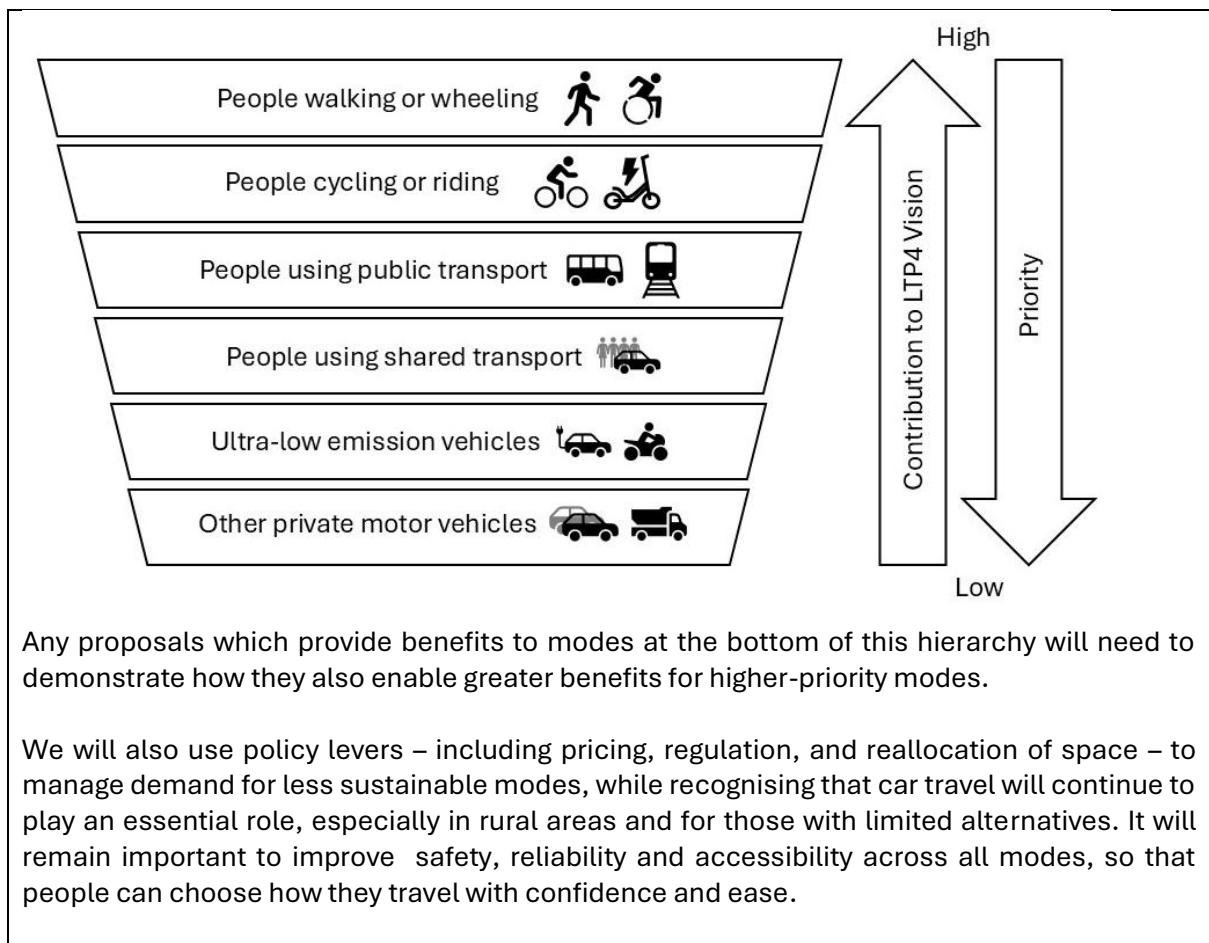 High
People walking or wheeling
People cycling or riding
People using public transport
People using shared transport
Ultra-low emission vehicles
Other private motor vehicles
Contribution to LTP4 Vision
Priority
Low
Any proposals which provide benefits to modes at the bottom of this hierarchy will need to
demonstrate how they also enable greater benefits for higher-priority modes.
We will also use policy levers – including pricing, regulation, and reallocation of space – to
manage demand for less sustainable modes, while recognising that car travel will continue to
play an essential role, especially in rural areas and for those with limited alternatives. It will
remain important to improve  safety, reliability and accessibility across all modes, so that
people can choose how they travel with confidence and ease.